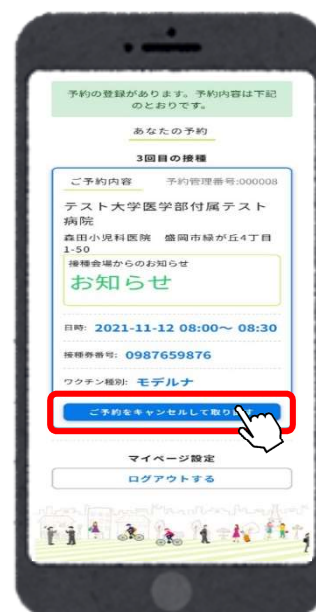 予約の登録があります。予約内容は下記
のとおりです。
あなたの予約
3回目の接種
ご予約内容 予約管理番号:000008
テスト大学医学部付属テスト
病院
森田小児科医院 盛岡市緑が丘4丁目
1-50
接種会場からのお知らせ
お知らせ
日時: 2021-11-12 08:00〜 08:30
接種券番号: 0987659876
ワクチン種別: モデルナ
ご予約をキャンセルして取り
マイページ設定
ログアウトする